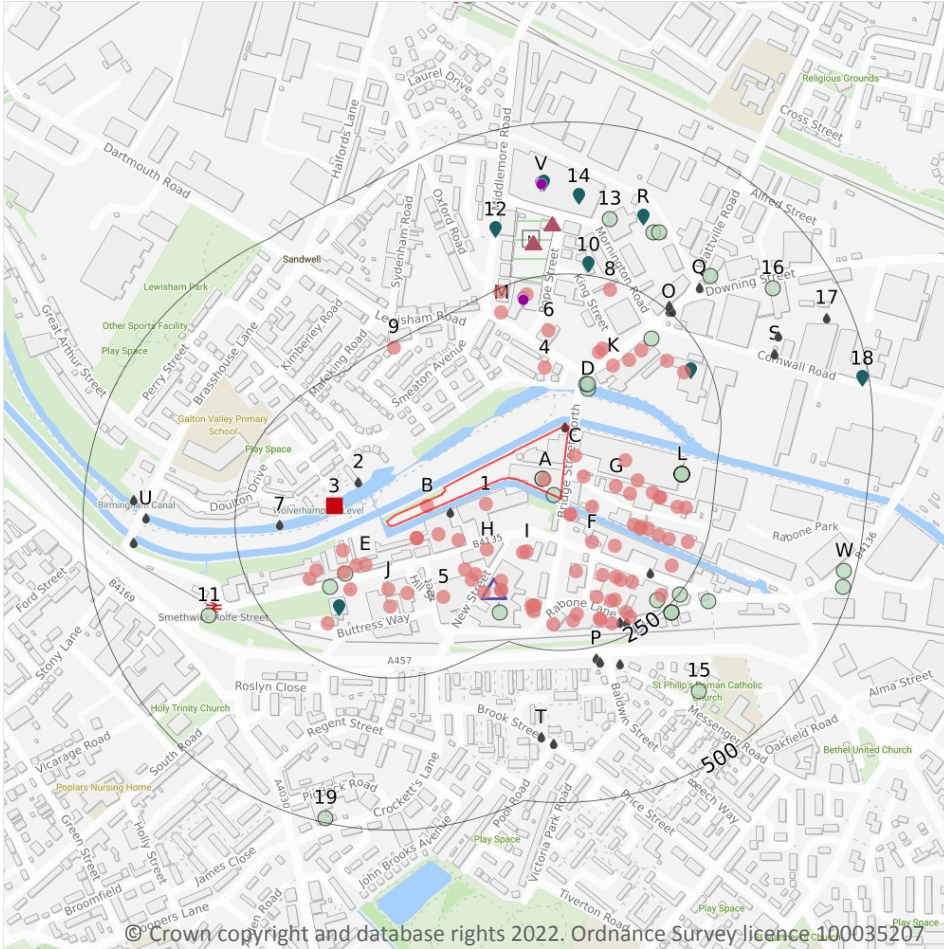 Laurel Drive
Religious Grounds
Cross Street
Halfords Lane
Middlemore Road
Dartmouth Road
V
14
13
R
12
Alfred Street
Oxford Road
Sydenham Road
Wattville Road
Mornington Road
Sandwell
10
8
Q
16
Downing Street
Lewisham Park
M
Pope Street
King Street
O
17
Other Sports Facility
Play Space
Kimberley Road
Lewisham Road
6
9
S
Great Arthur Street
Perry Street
Brasshouse Lane
Mafeking Road
Smeaton Avenue
4
K
Cornwall Road
18
D
Galton Valley Primary
School
Play Space
C
Bridge Street North
Doulton Drive
2
A
G
L
U
3
B
1
Birmingham Canal
7
Wolverhampton Level
F
Rabone Park
B4136
H
B4135
I
E
W
B4169
J
5
Hill Street
Ford Street
11
New Street
Rabone Lane
Smethwick Rolfe Street
Buttress Way
250
Stony Lane
P
A457
15
Roslyn Close
St Philip's Roman Catholic
Church
Alma Street
Holy Trinity Church
Baldwin Street
Messenger Road
Brook Street
T
Regent Street
South Road
Oakfield Road
Vicarage Road
Bethel United Church
500
Poplars Nursing Home
Crockett's Lane
A4030
Pool Road
Beech Way
19
Price Street
Victoria Park Road
Green Street
Holly Street
John Brooks Avenue
Play Space
James Close
Broomfield
Tiverton Road
Play Space
Play Space
© Crown copyright and database rights 2022. Ordnance Survey licence 100035207